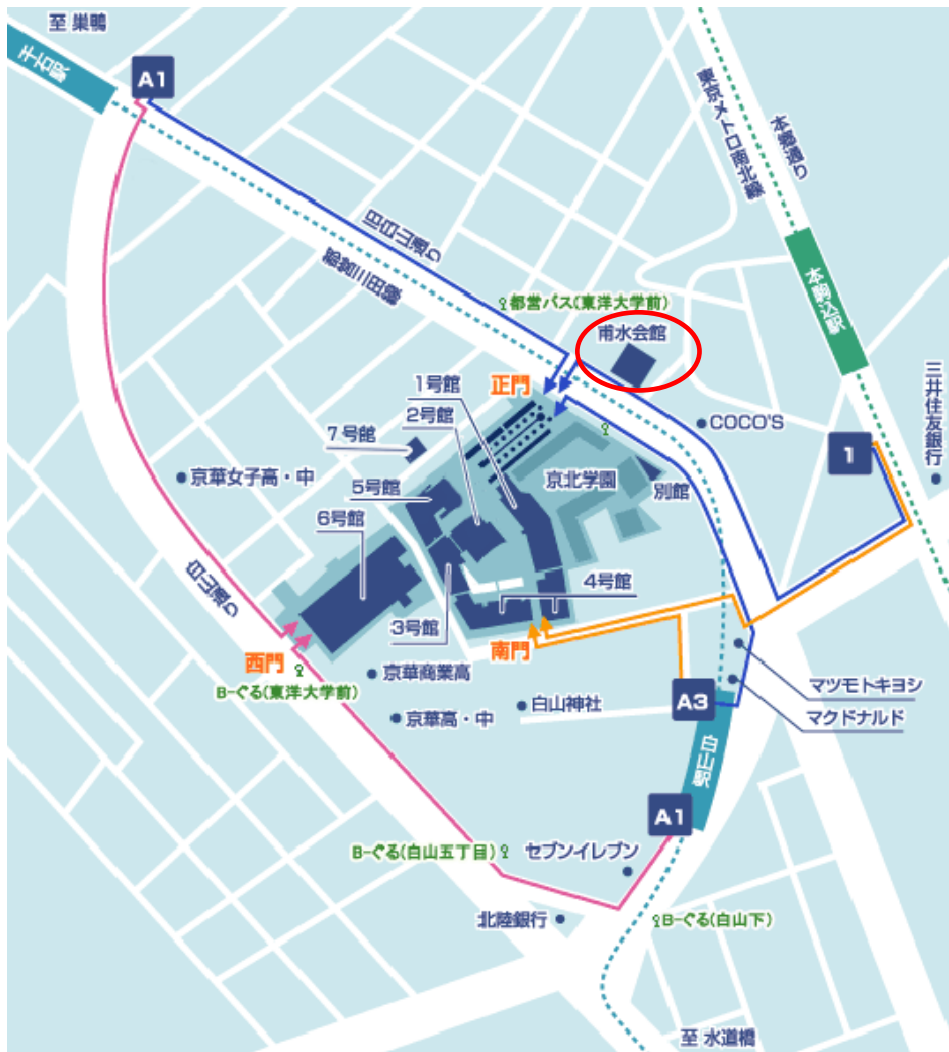 至 巣鴨
千石駅
A1
東京メトロ南北線
本郷通り
旧白山通り
都営三田線
都営バス(東洋大学前)
甫水会館
本駒込駅
三井住友銀行
1号館
正門
2号館
7号館
COCO'S
1
京華女子高・中
5号館
京北学園
別館
6号館
白山通り
4号館
3号館
西門
南門
B-ぐる(東洋大学前)
京華商業高
マツモトキヨシ
白山神社
A3
京華高・中
マクドナルド
白山駅
A1
B-ぐる(白山五丁目)
セブンイレブン
北陸銀行
B-ぐる(白山下)
至 水道橋